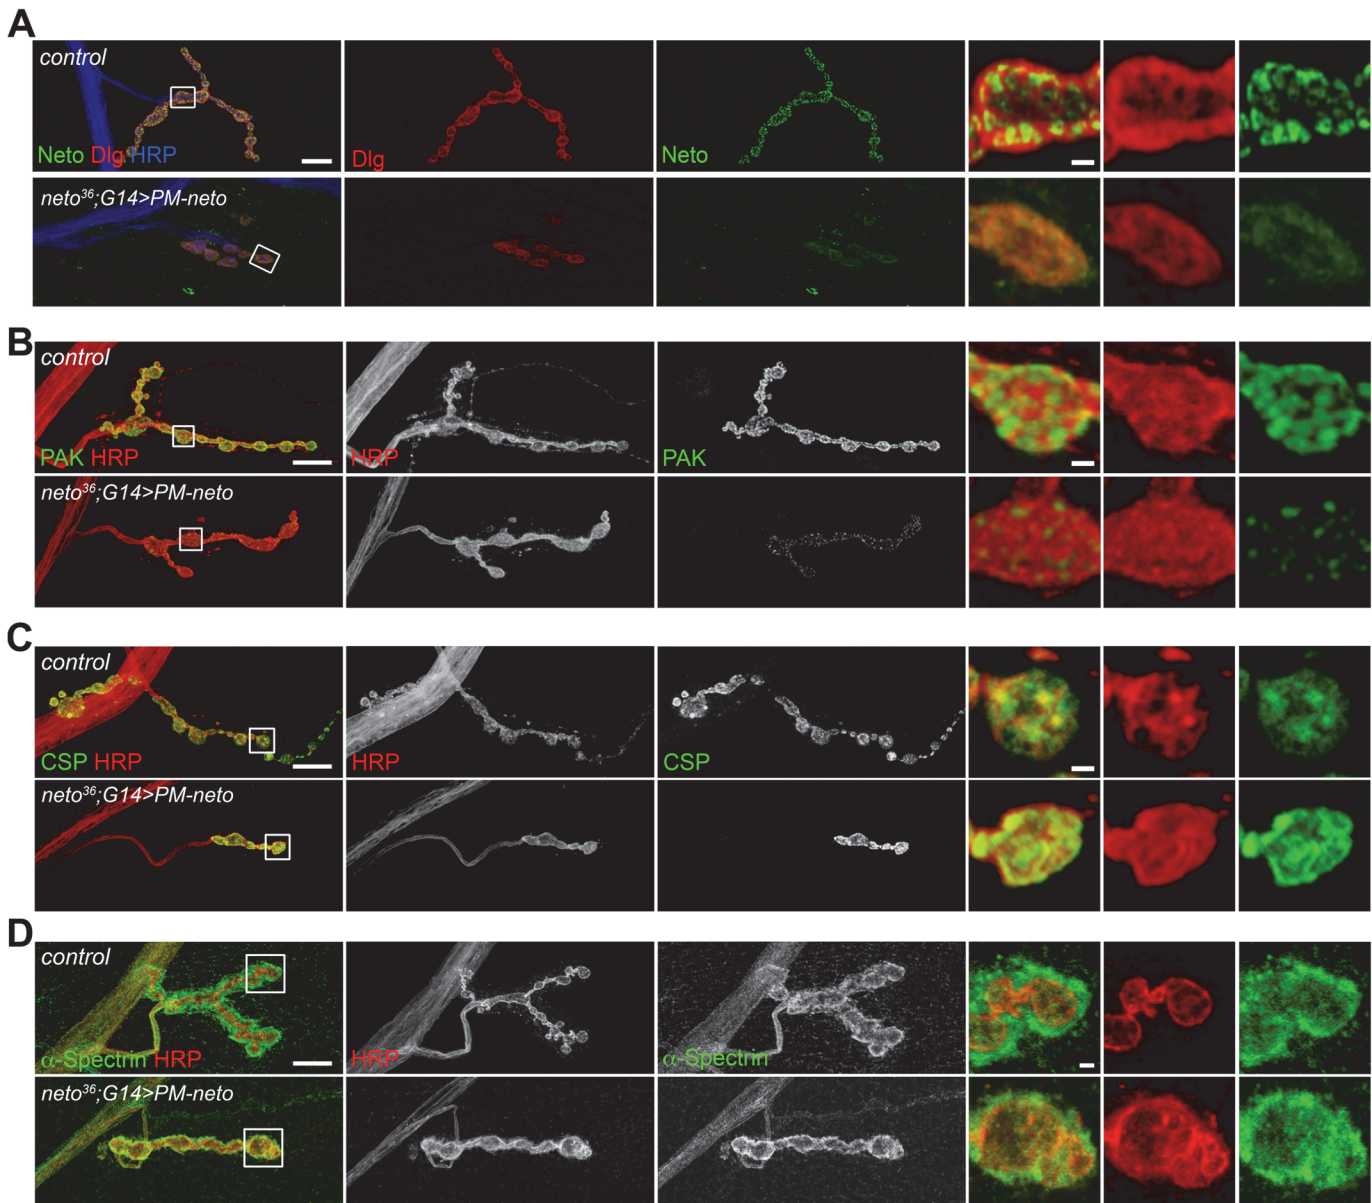 A
control
Neto Dlg HRP
Dlg
Neto
neto³⁶;G14>PM-neto
B
control
PAK HRP
HRP
PAK
neto³⁶;G14>PM-neto
C
control
CSP HRP
HRP
CSP
neto³⁶;G14>PM-neto
D
control
α-Spectrin HRP
HRP
α-Spectrin
neto³⁶;G14>PM-neto